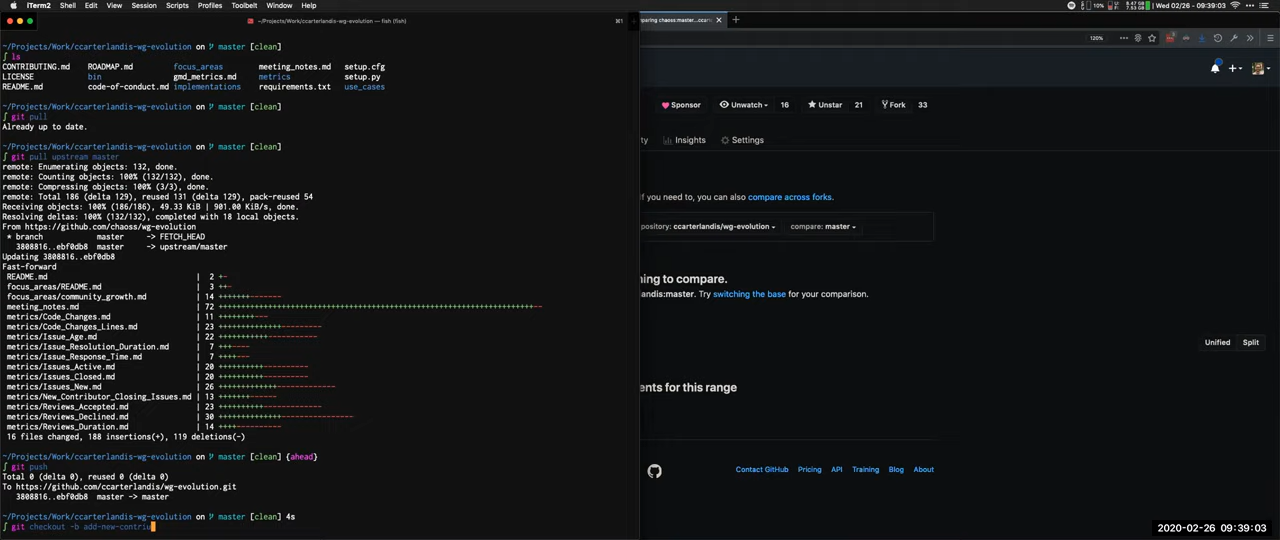 iTerm2 Shell Edit View Session Scripts Profiles Toolbelt Window Help
10% 8.47 GB 7.53 GB Wed 02/26 - AM 09:39:03
~/Projects/Work/ccarterlandis-wg-evolution — fish (fish) ⌘1
mparing chaoss:master...ccarl
120%
~/Projects/Work/ccarterlandis-wg-evolution on master [clean]
∫ ls
CONTRIBUTING.md ROADMAP.md focus_areas meeting_notes.md setup.cfg
LICENSE bin gmd_metrics.md metrics setup.py
README.md code-of-conduct.md implementations requirements.txt use_cases
~/Projects/Work/ccarterlandis-wg-evolution on master [clean]
∫ git pull
Already up to date.
~/Projects/Work/ccarterlandis-wg-evolution on master [clean]
∫ git pull upstream master
remote: Enumerating objects: 132, done.
remote: Counting objects: 100% (132/132), done.
remote: Compressing objects: 100% (3/3), done.
remote: Total 186 (delta 129), reused 131 (delta 129), pack-reused 54
Receiving objects: 100% (186/186), 49.33 KiB | 901.00 KiB/s, done.
Resolving deltas: 100% (132/132), completed with 18 local objects.
From https://github.com/chaoss/wg-evolution
* branch master -> FETCH_HEAD
3808816..ebf0db8 master -> upstream/master
Updating 3808816..ebf0db8
Fast-forward
README.md | 2 +-
focus_areas/README.md | 3 ++-
focus_areas/community_growth.md | 14 +++++++-------
meeting_notes.md | 72 ++++++++++++++++++++++++++++++++++++++++++++++++++++++++++++++++++++++--
metrics/Code_Changes.md | 11 ++++++++---
metrics/Code_Changes_Lines.md | 23 +++++++++++++----------
metrics/Issue_Age.md | 22 ++++++++++++----------
metrics/Issue_Resolution_Duration.md | 7 +++----
metrics/Issue_Response_Time.md | 7 ++++---
metrics/Issues_Active.md | 20 ++++++++++----------
metrics/Issues_Closed.md | 20 ++++++++++----------
metrics/Issues_New.md | 26 +++++++++++++-------------
metrics/New_Contributor_Closing_Issues.md | 13 +++++++------
metrics/Reviews_Accepted.md | 23 +++++++++++++----------
metrics/Reviews_Declined.md | 30 +++++++++++++-----------------
metrics/Reviews_Duration.md | 14 ++++----------
16 files changed, 188 insertions(+), 119 deletions(-)
~/Projects/Work/ccarterlandis-wg-evolution on master [clean] {ahead}
∫ git push
Total 0 (delta 0), reused 0 (delta 0)
To https://github.com/ccarterlandis/wg-evolution.git
3808816..ebf0db8 master -> master
~/Projects/Work/ccarterlandis-wg-evolution on master [clean] 4s
∫ git checkout -b add-new-contriu
Sponsor Unwatch 16 Unstar 21 Fork 33
ty Insights Settings
if you need to, you can also compare across forks.
pository: ccarterlandis/wg-evolution compare: master
hing to compare.
landis:master. Try switching the base for your comparison.
Unified Split
ents for this range
Contact GitHub Pricing API Training Blog About
2020-02-26 09:39:03